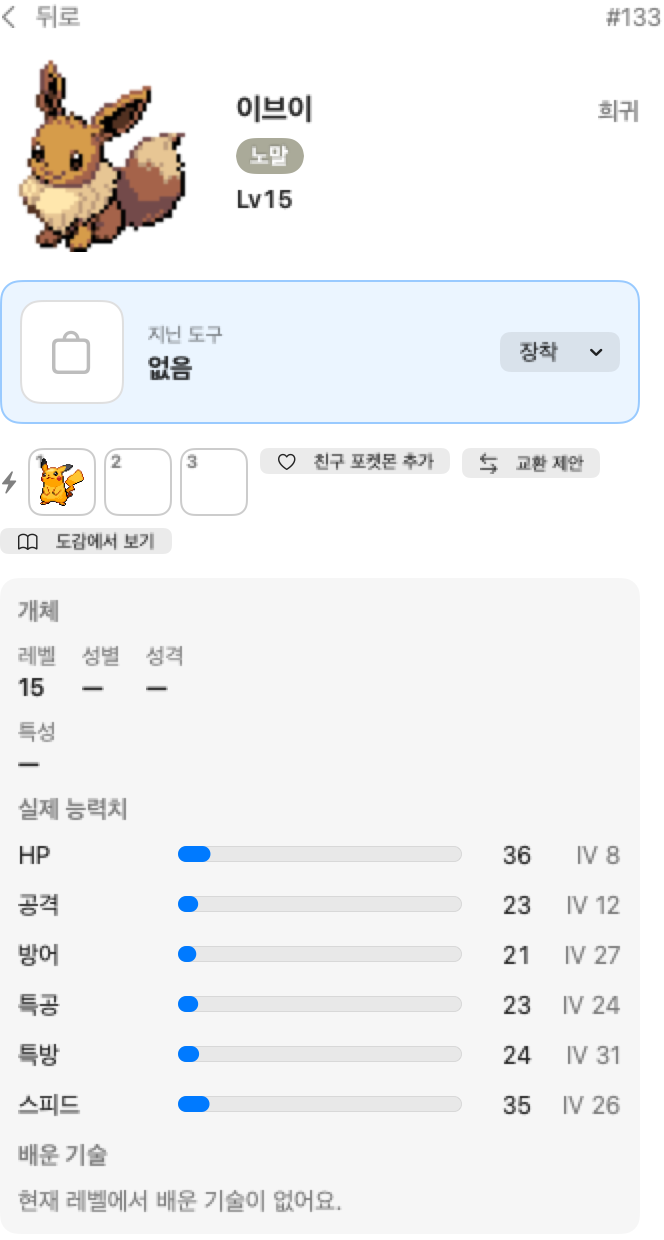 뒤로 #133
이브이 희귀
노말
Lv15
지닌 도구
없음
장착
1 2 3 친구 포켓몬 추가 교환 제안
도감에서 보기
개체
레벨 성별 성격
15 — —
특성
—
실제 능력치
HP 36 IV 8
공격 23 IV 12
방어 21 IV 27
특공 23 IV 24
특방 24 IV 31
스피드 35 IV 26
배운 기술
현재 레벨에서 배운 기술이 없어요.